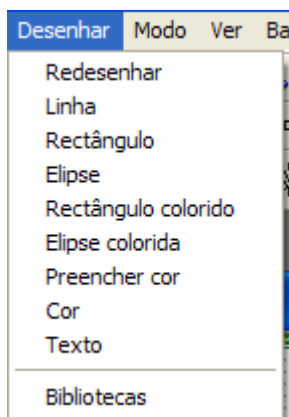 Desenhar Modo Ver Ba
Redesenhar
Linha
Rectângulo
Elipse
Rectângulo colorido
Elipse colorida
Preencher cor
Cor
Texto
Bibliotecas